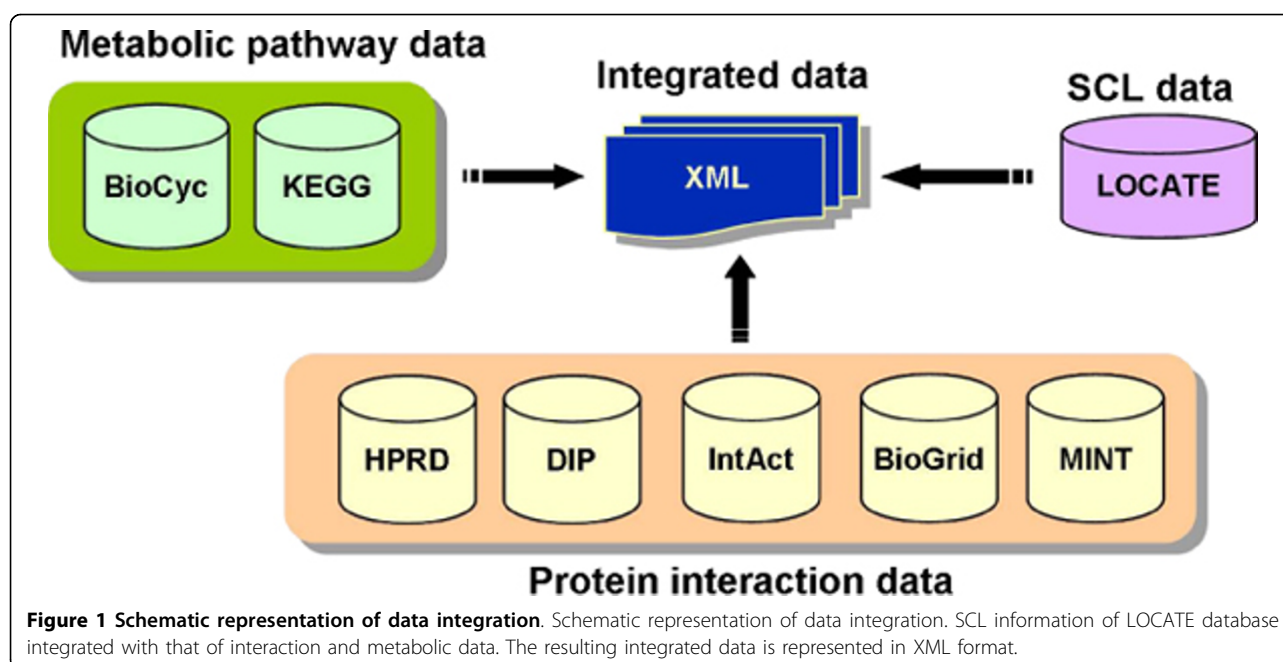 Metabolic pathway data
Integrated data
SCL data
BioCyc
KEGG
XML
LOCATE
HPRD
DIP
IntAct
BioGrid
MINT
Protein interaction data
Figure 1 Schematic representation of data integration. Schematic representation of data integration. SCL information of LOCATE database
integrated with that of interaction and metabolic data. The resulting integrated data is represented in XML format.